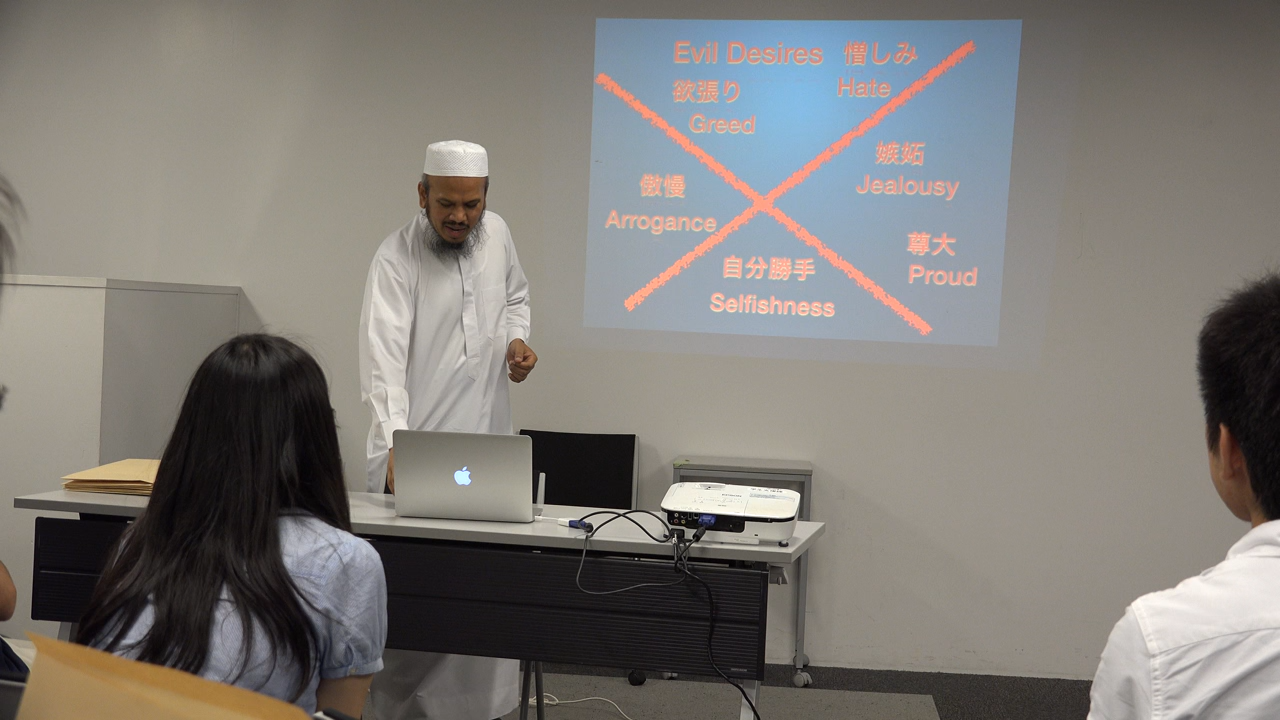 Evil Desires 憎しみ
欲張り Hate
Greed
嫉妬
傲慢 Jealousy
Arrogance
尊大
自分勝手 Proud
Selfishness